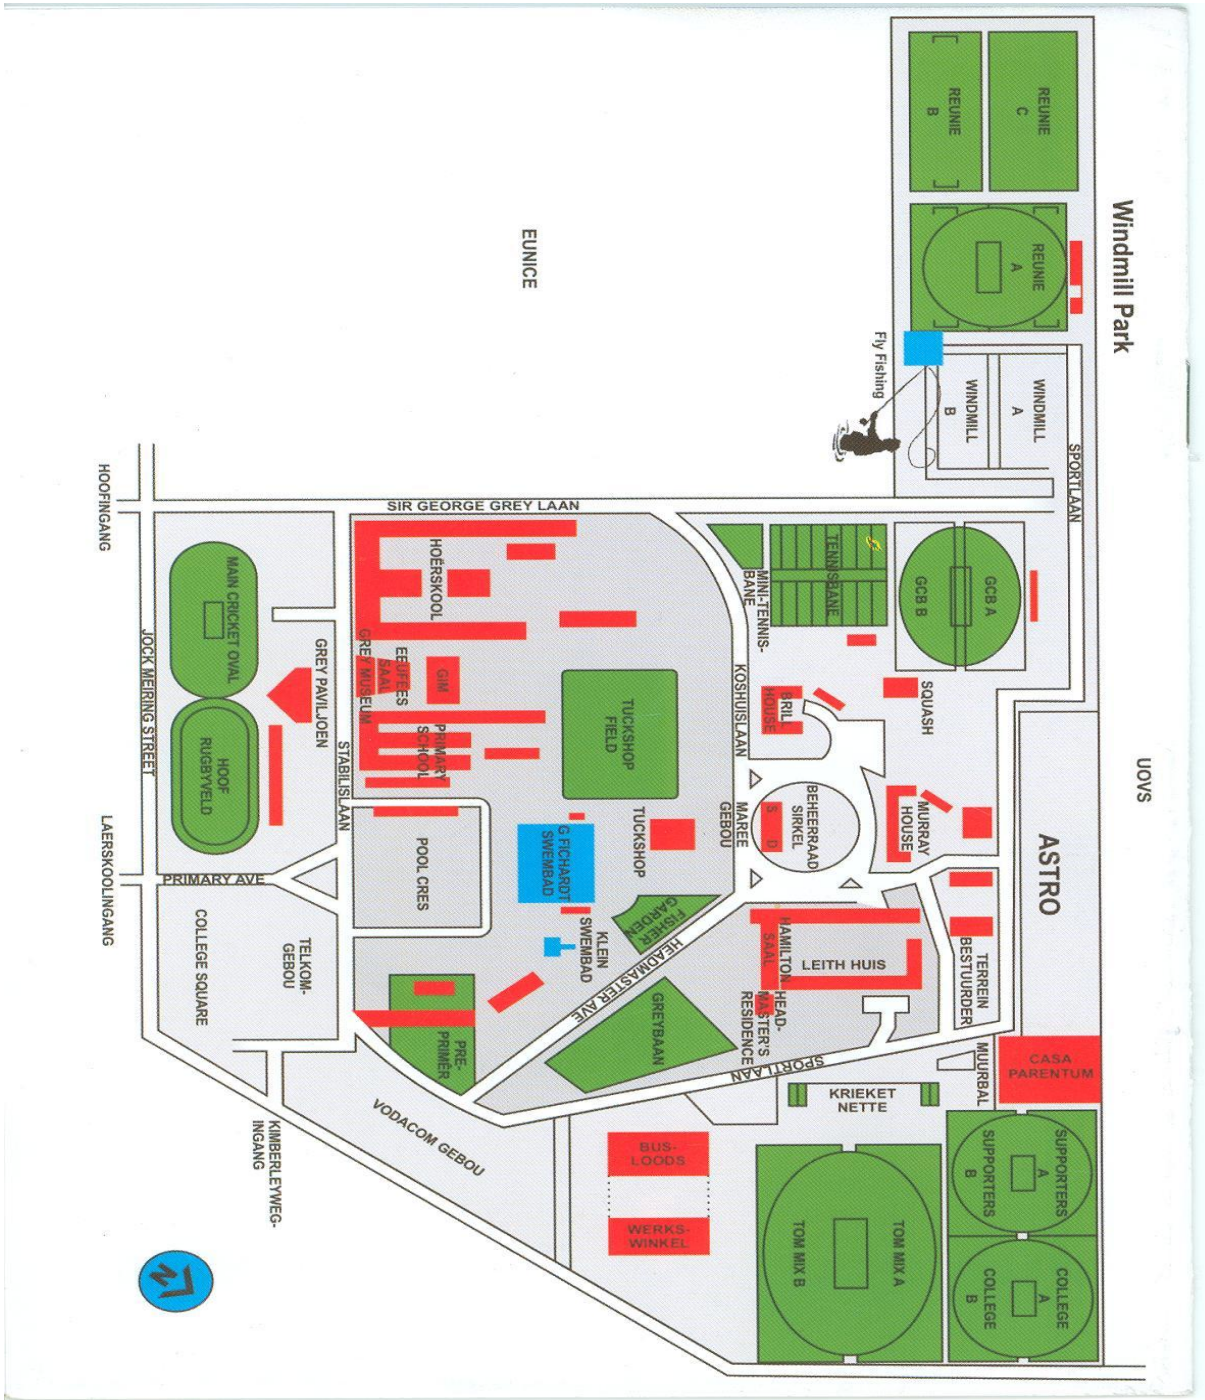 REUNIE
B
REUNIE
C
REUNIE
A
Windmill Park
Fly Fishing
WINDMILL
B
WINDMILL
A
SPORTLAAN
EUNICE
HOOFINGANG
SIR GEORGE GREY LAAN
MAIN CRICKET OVAL
JOCK MEIRING STREET
HOOF
RUGBYVELD
GREY PAVILJOEN
STABILISLAAN
HOËRSKOOL
GREY MUSEUM
EEUFEES
SAAL
GIM
PRIMARY
SCHOOL
TUCKSHOP
FIELD
TUCKSHOP
MINI-TENNIS-
BANE
TENNISBANE
GCB A
GCB B
KOSHUISLAAN
BRILL
HOUSE
SQUASH
BEHEERRAAD
SIRKEL
S D
MAREE
GEBOU
MURRAY
HOUSE
UOVS
ASTRO
LAERSKOOLINGANG
PRIMARY AVE
POOL CRES
G FICHARDT
SWEMBAD
KLEIN
SWEMBAD
FISHER
GARDEN
HEADMASTER AVE
HAMILTON
SAAL
LEITH HUIS
HEAD-
MASTER'S
RESIDENCE
TERREIN
BESTUURDER
COLLEGE SQUARE
TELKOM-
GEBOU
PRE-
PRIMÊR
GREYBAAN
SPORTLAAN
MUURBAL
CASA
PARENTUM
KRIEKET
NETTE
VODACOM GEBOU
KIMBERLEYWEG-
INGANG
BUS-
LOODS
WERKS-
WINKEL
TOM MIX A
TOM MIX B
SUPPORTERS
A
SUPPORTERS
B
COLLEGE
A
COLLEGE
B
N